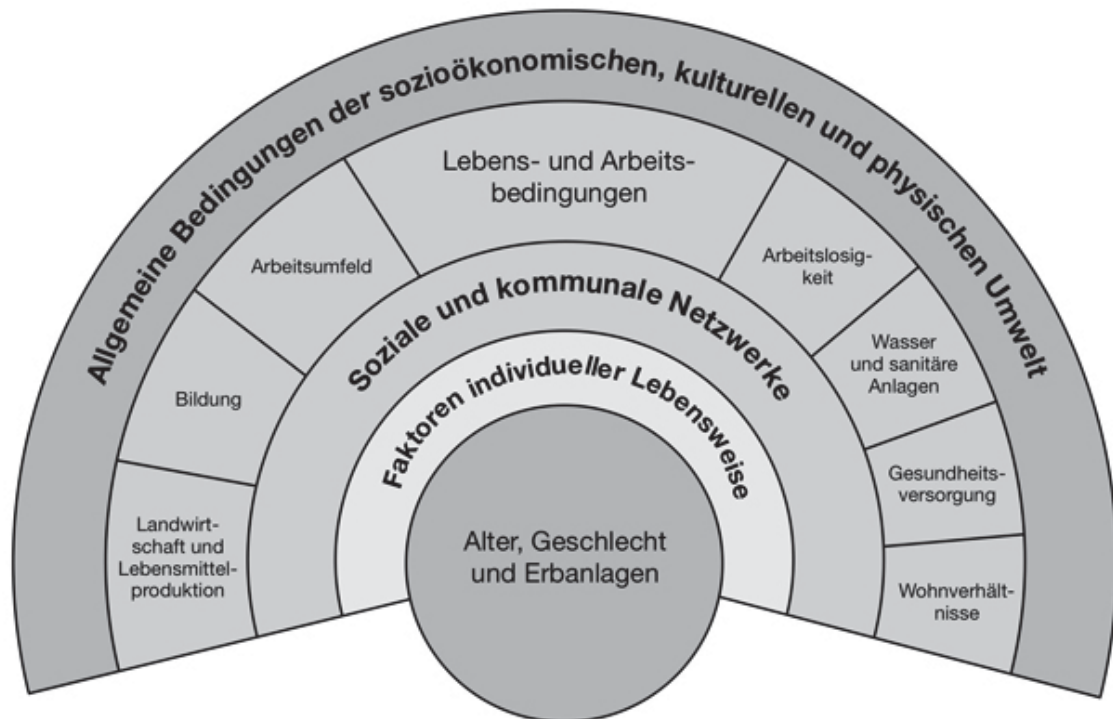 Allgemeine Bedingungen der sozioökonomischen, kulturellen und physischen Umwelt
Lebens- und Arbeits-
bedingungen
Arbeitsumfeld
Arbeitslosig-
keit
Bildung
Wasser
und sanitäre
Anlagen
Landwirt-
schaft und
Lebensmittel-
produktion
Gesundheits-
versorgung
Wohnverhält-
nisse
Soziale und kommunale Netzwerke
Faktoren individueller Lebensweise
Alter, Geschlecht
und Erbanlagen